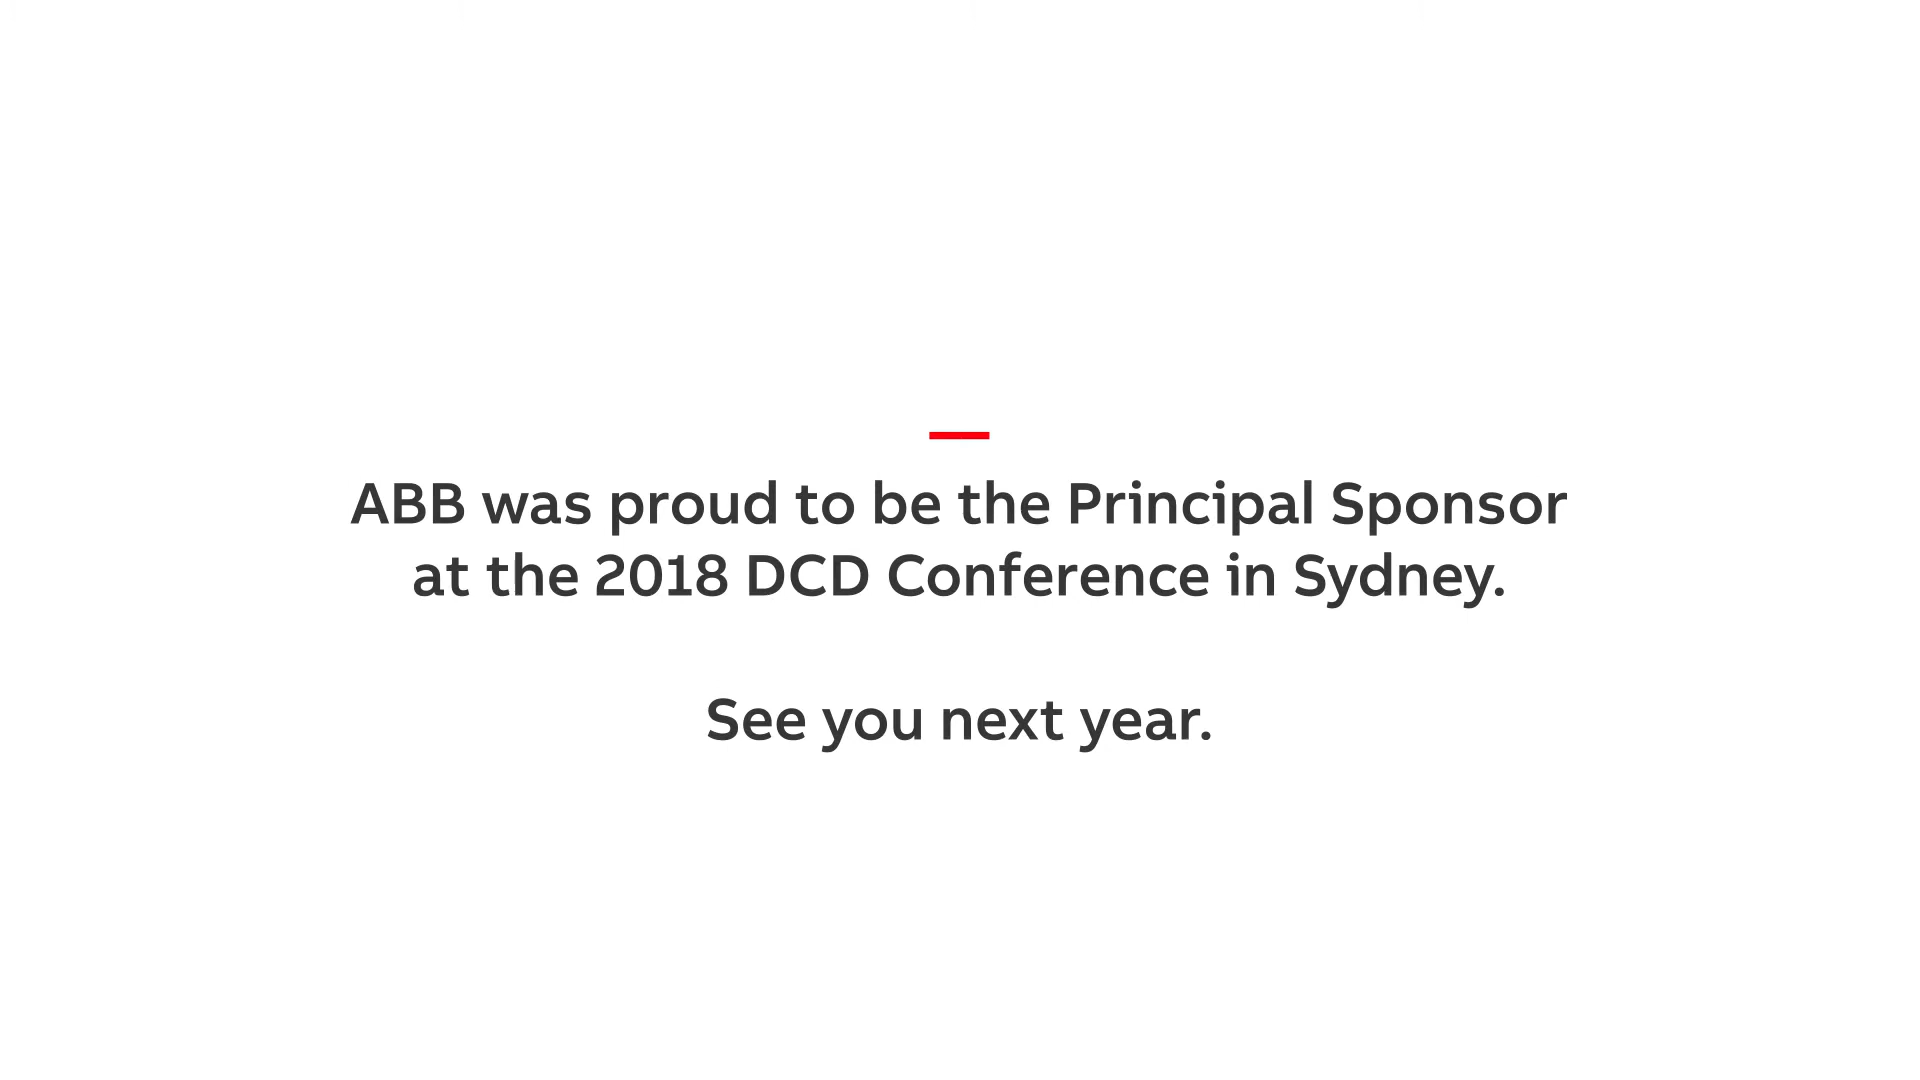 ABB was proud to be the Principal Sponsor
at the 2018 DCD Conference in Sydney.
See you next year.